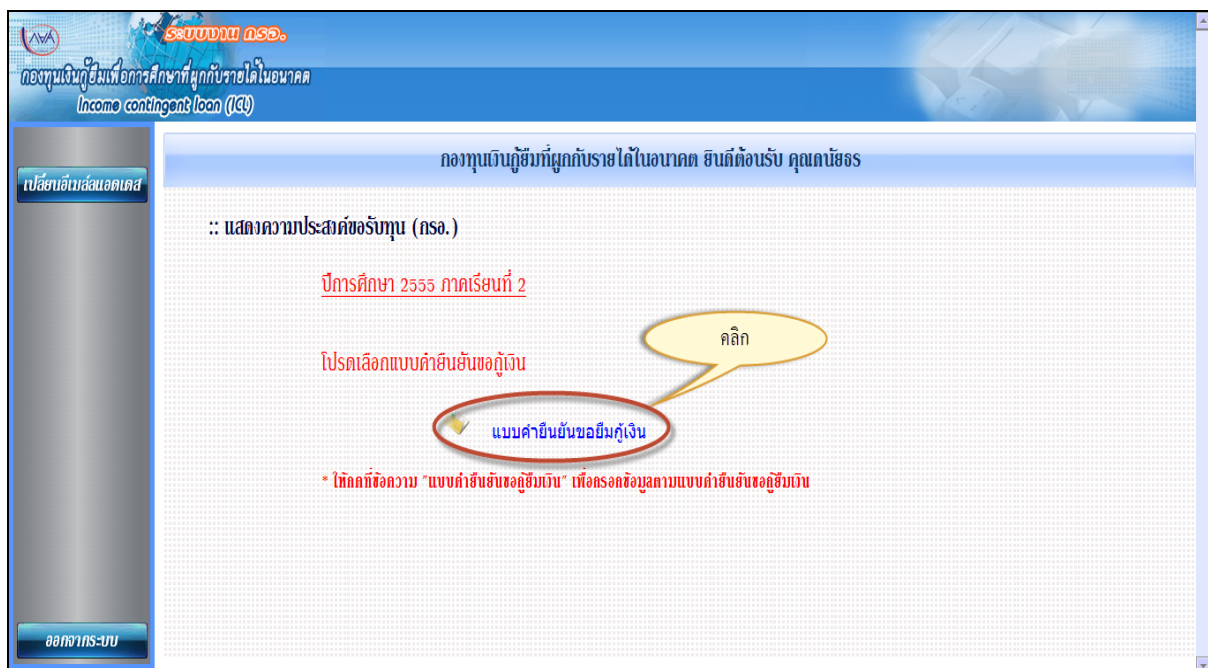 ระบบงาน กรอ.
กองทุนเงินกู้ยืมเพื่อการศึกษาที่ผูกกับรายได้ในอนาคต
Income contingent loan (ICL)
กองทุนเงินกู้ยืมที่ผูกกับรายได้ในอนาคต ยินดีต้อนรับ คุณดนัยธร
เปลี่ยนอีเมล์แอดเดส
:: แสดงความประสงค์ขอรับทุน (กรอ.)
ปีการศึกษา 2555 ภาคเรียนที่ 2
คลิก
โปรดเลือกแบบคำยืนยันขอกู้เงิน
แบบคำยืนยันขอยืมกู้เงิน
* ให้กดที่ข้อความ "แบบคำยืนยันขอกู้ยืมเงิน" เพื่อกรอกข้อมูลตามแบบคำยืนยันขอกู้ยืมเงิน
ออกจากระบบ